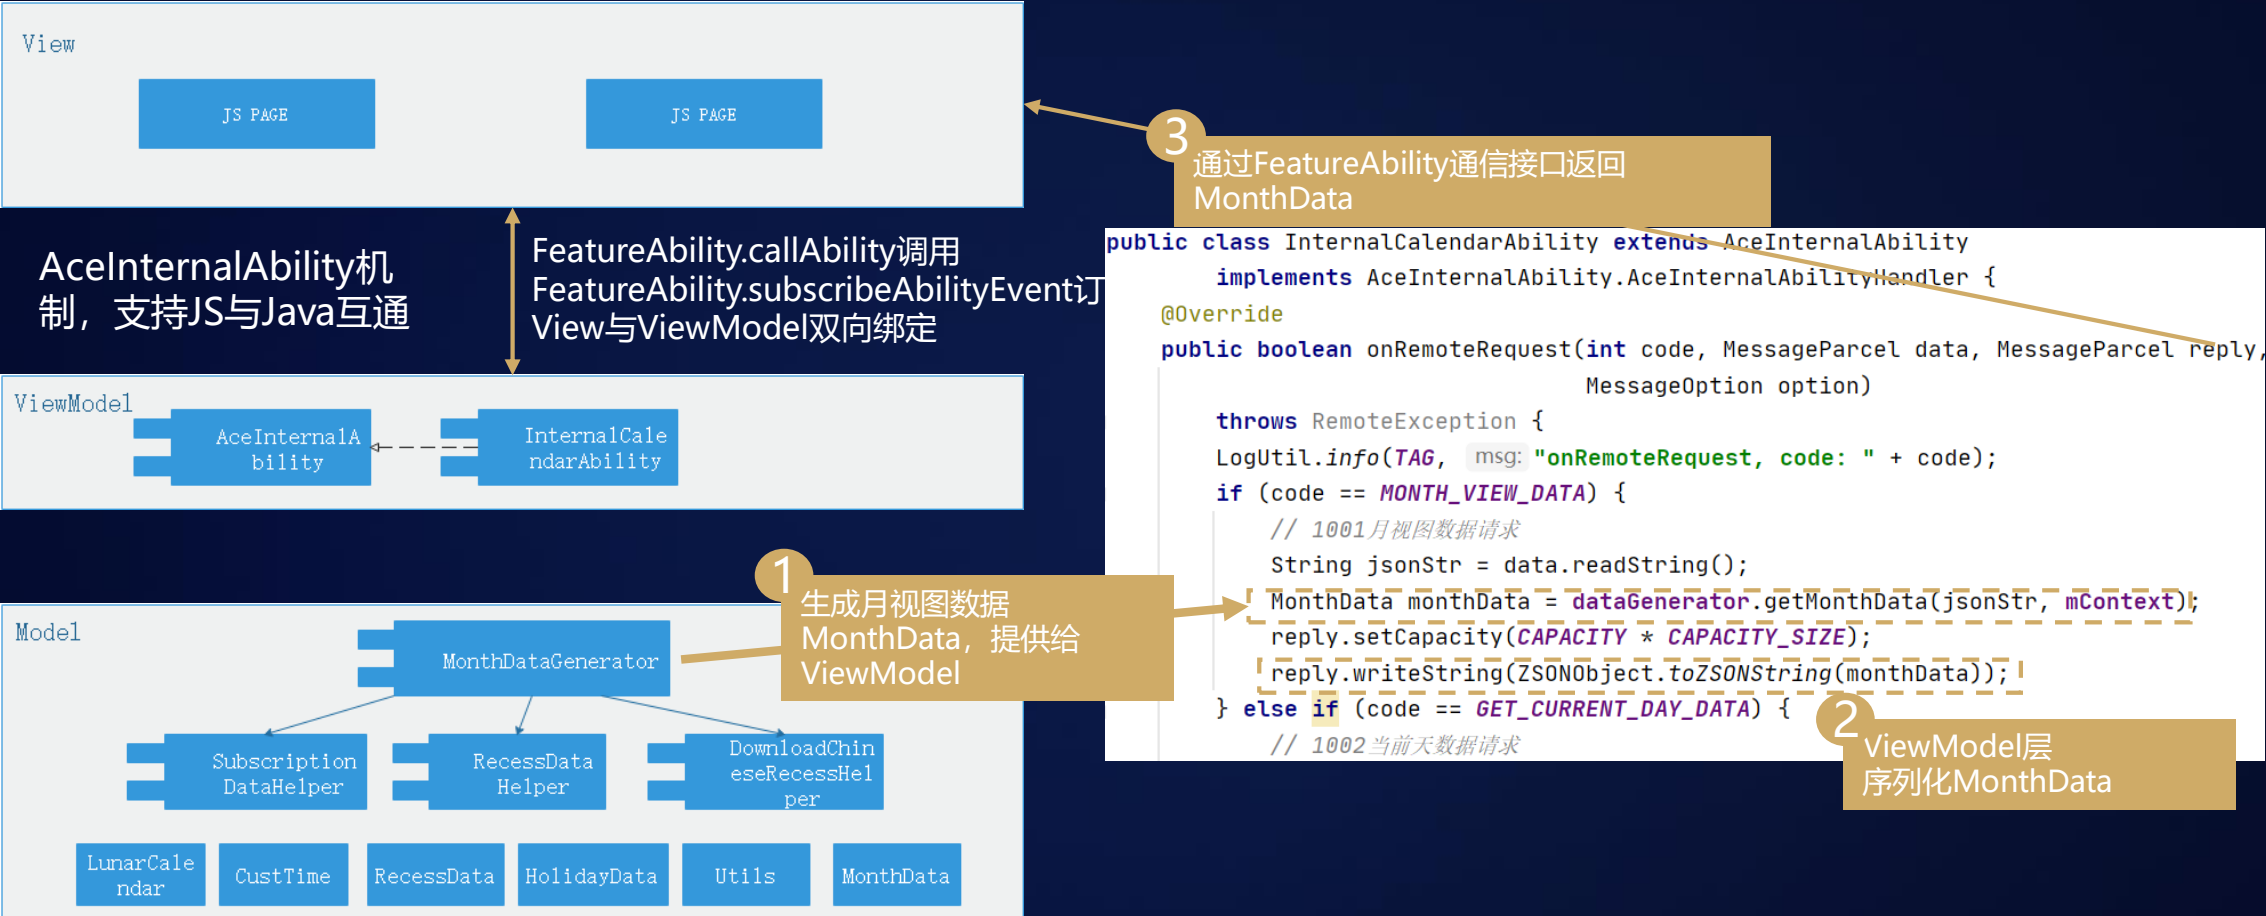 View
JS PAGE
JS PAGE
AceInternalAbility机
制，支持JS与Java互通
FeatureAbility.callAbility调用
FeatureAbility.subscribeAbilityEvent订
View与ViewModel双向绑定
ViewModel
AceInternalA
bility
InternalCale
ndarAbility
Model
MonthDataGenerator
Subscription
DataHelper
RecessData
Helper
DownloadChin
eseRecessHel
per
LunarCale
ndar
CustTime
RecessData
HolidayData
Utils
MonthData
1
生成月视图数据
MonthData，提供给
ViewModel
3
通过FeatureAbility通信接口返回
MonthData
public class InternalCalendarAbility extends AceInternalAbility
implements AceInternalAbility.AceInternalAbilityHandler {
@Override
public boolean onRemoteRequest(int code, MessageParcel data, MessageParcel reply,
MessageOption option)
throws RemoteException {
LogUtil.info(TAG, msg: "onRemoteRequest, code: " + code);
if (code == MONTH_VIEW_DATA) {
// 1001月视图数据请求
String jsonStr = data.readString();
MonthData monthData = dataGenerator.getMonthData(jsonStr, mContext);
reply.setCapacity(CAPACITY * CAPACITY_SIZE);
reply.writeString(ZSONObject.toZSONString(monthData));
} else if (code == GET_CURRENT_DAY_DATA) {
// 1002当前天数据请求
2
ViewModel层
序列化MonthData